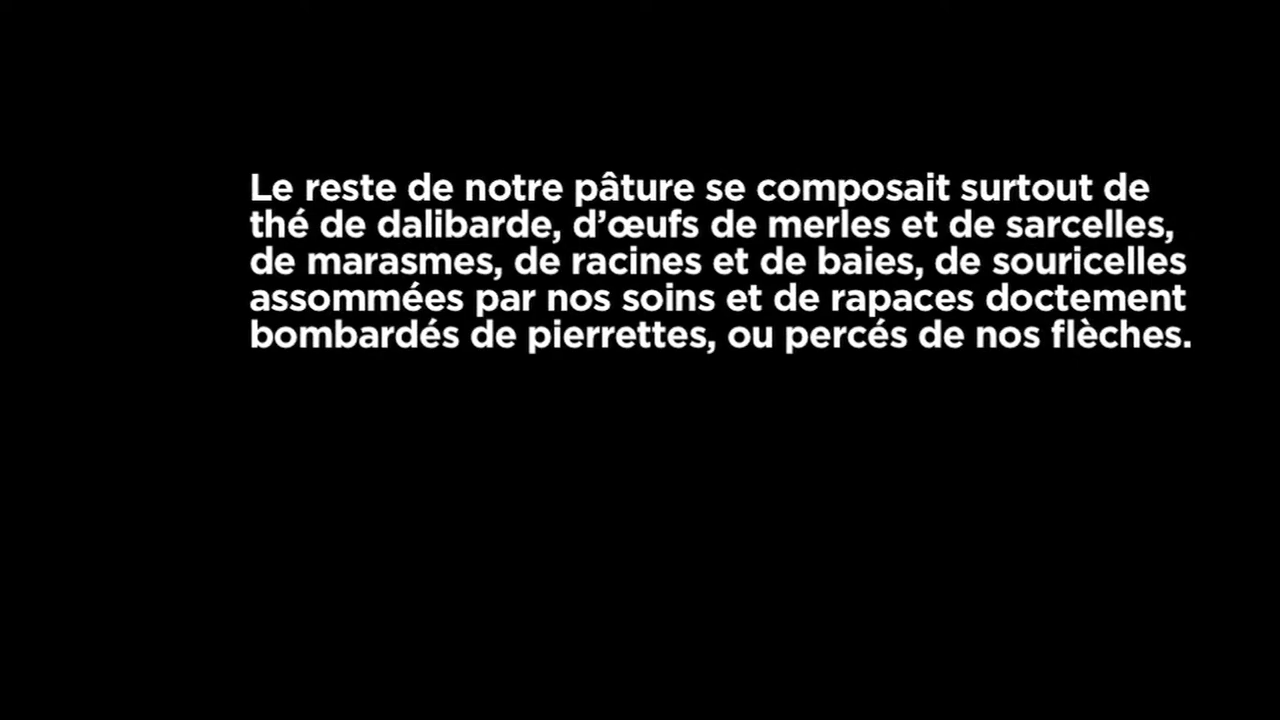 Le reste de notre pâture se composait surtout de
thé de dalibarde, d’œufs de merles et de sarcelles,
de marasmes, de racines et de baies, de souricelles
assommées par nos soins et de rapaces doctement
bombardés de pierrettes, ou percés de nos flèches.